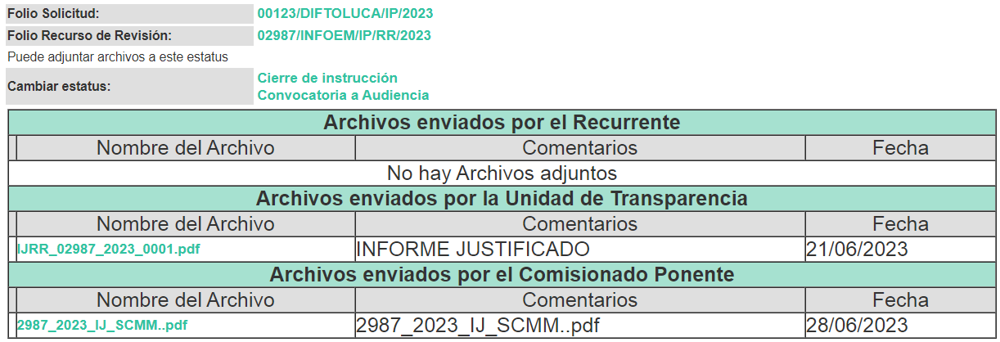 Folio Solicitud: 00123/DIFTOLUCA/IP/2023
Folio Recurso de Revisión: 02987/INFOEM/IP/RR/2023
Puede adjuntar archivos a este estatus
Cambiar estatus: Cierre de instrucción
Convocatoria a Audiencia
Archivos enviados por el Recurrente
Nombre del Archivo Comentarios Fecha
No hay Archivos adjuntos
Archivos enviados por la Unidad de Transparencia
Nombre del Archivo Comentarios Fecha
IJRR_02987_2023_0001.pdf INFORME JUSTIFICADO 21/06/2023
Archivos enviados por el Comisionado Ponente
Nombre del Archivo Comentarios Fecha
2987_2023_IJ_SCMM..pdf 2987_2023_IJ_SCMM..pdf 28/06/2023